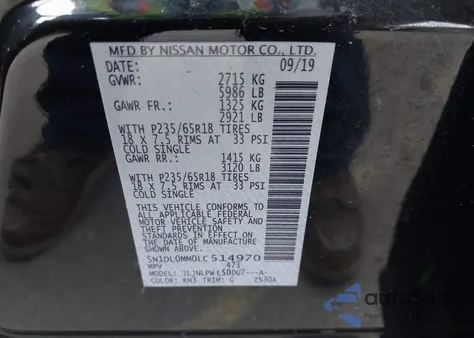 MFD BY NISSAN MOTOR CO., LTD.
DATE: 09/19
GVWR: 2715 KG
5986 LB
GAWR FR.: 1325 KG
2921 LB
WITH P235/65R18 TIRES
18 X 7.5 RIMS AT 33 PSI
COLD SINGLE
GAWR RR.: 1415 KG
3120 LB
WITH P235/65R18 TIRES
18 X 7.5 RIMS AT 33 PSI
COLD SINGLE
THIS VEHICLE CONFORMS TO
ALL APPLICABLE FEDERAL
MOTOR VEHICLE SAFETY
STANDARDS IN EFFECT ON
THE DATE OF MANUFACTURE
SHOWN ABOVE.
5N1DL0MM0LC514970
MPV 473
MODEL:
COLOR: KH3 TRIM: G 2530A